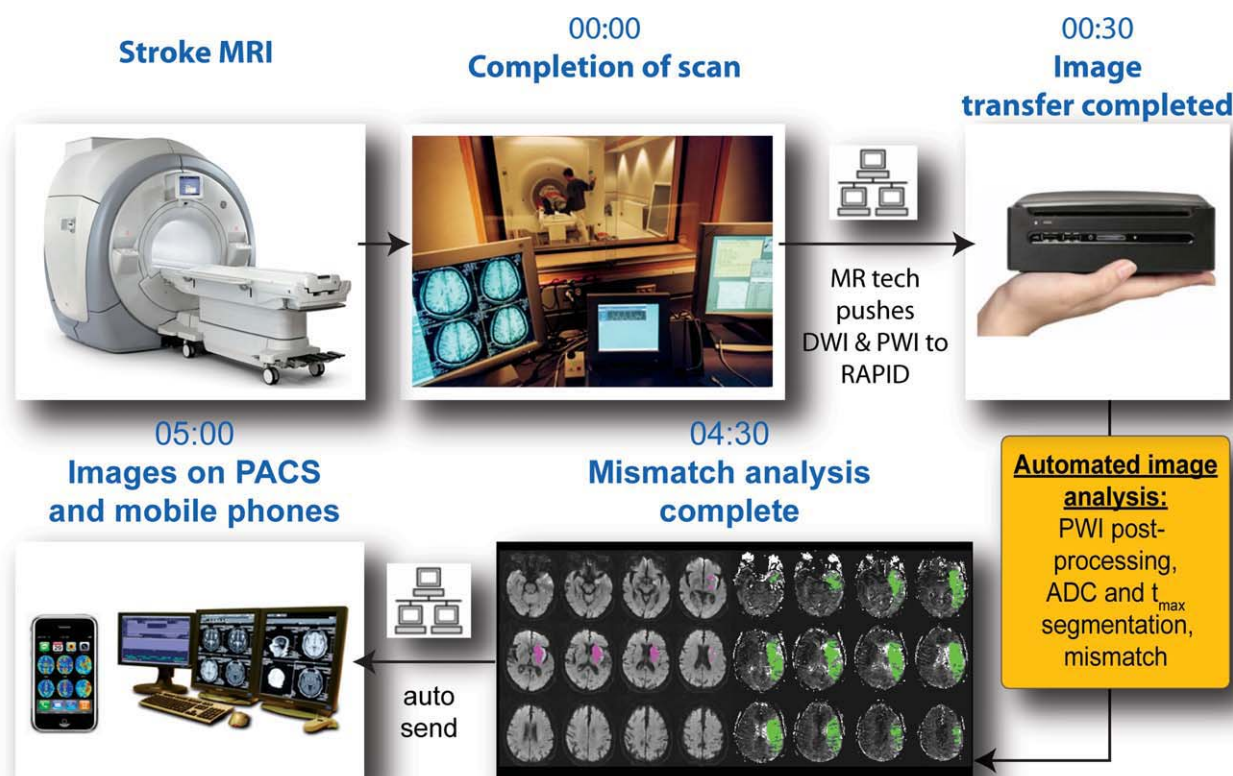 Stroke MRI
00:00
Completion of scan
00:30
Image
transfer completed
MR tech
pushes
DWI & PWI to
RAPID
Automated image
analysis:
PWI post-
processing,
ADC and tmax
segmentation,
mismatch
04:30
Mismatch analysis
complete
auto
send
05:00
Images on PACS
and mobile phones